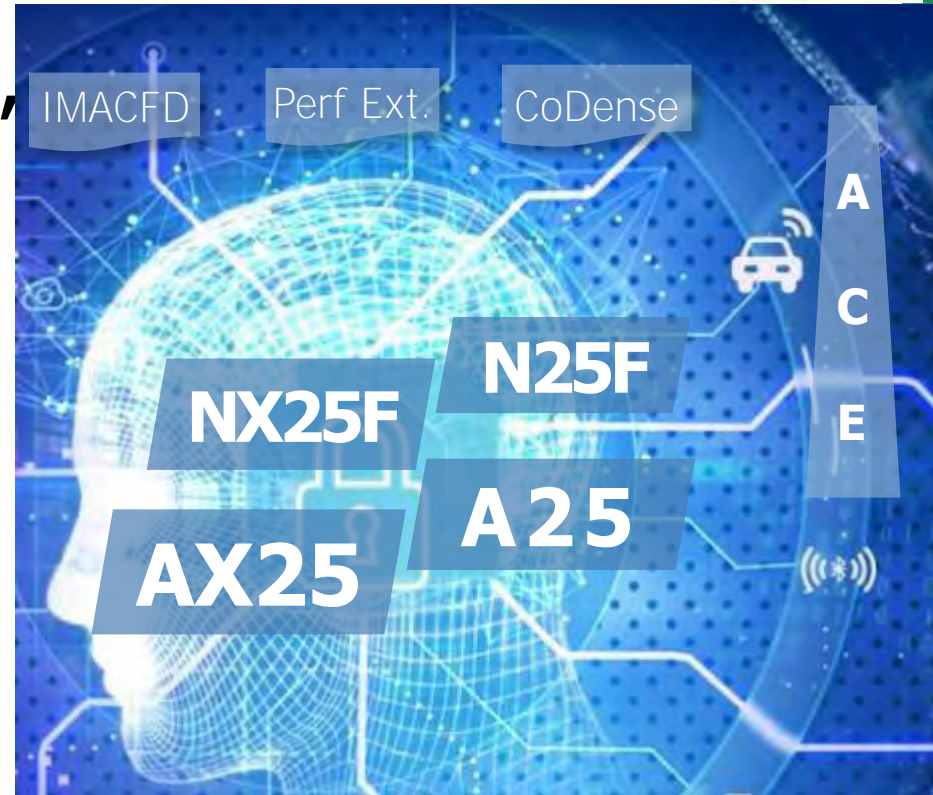 IMACFD
Perf Ext.
CoDense
A
C
E
N25F
NX25F
A25
AX25